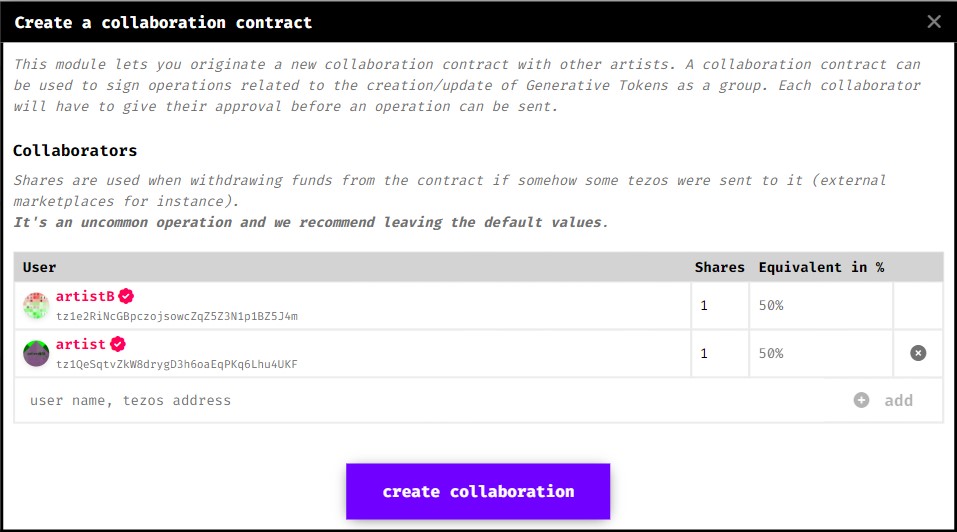 Create a collaboration contract
This module lets you originate a new collaboration contract with other artists. A collaboration contract can
be used to sign operations related to the creation/update of Generative Tokens as a group. Each collaborator
will have to give their approval before an operation can be sent.
Collaborators
Shares are used when withdrawing funds from the contract if somehow some tezos were sent to it (external
marketplaces for instance).
It's an uncommon operation and we recommend leaving the default values.
User Shares Equivalent in %
artistB
tz1e2RiNcGBpczojsowcZqZ5Z3N1p1BZ5J4m
1 50%
artist
tz1QeSqtvZkW8drygD3h6oaEqPKq6Lhu4UKF
1 50%
user name, tezos address add
create collaboration